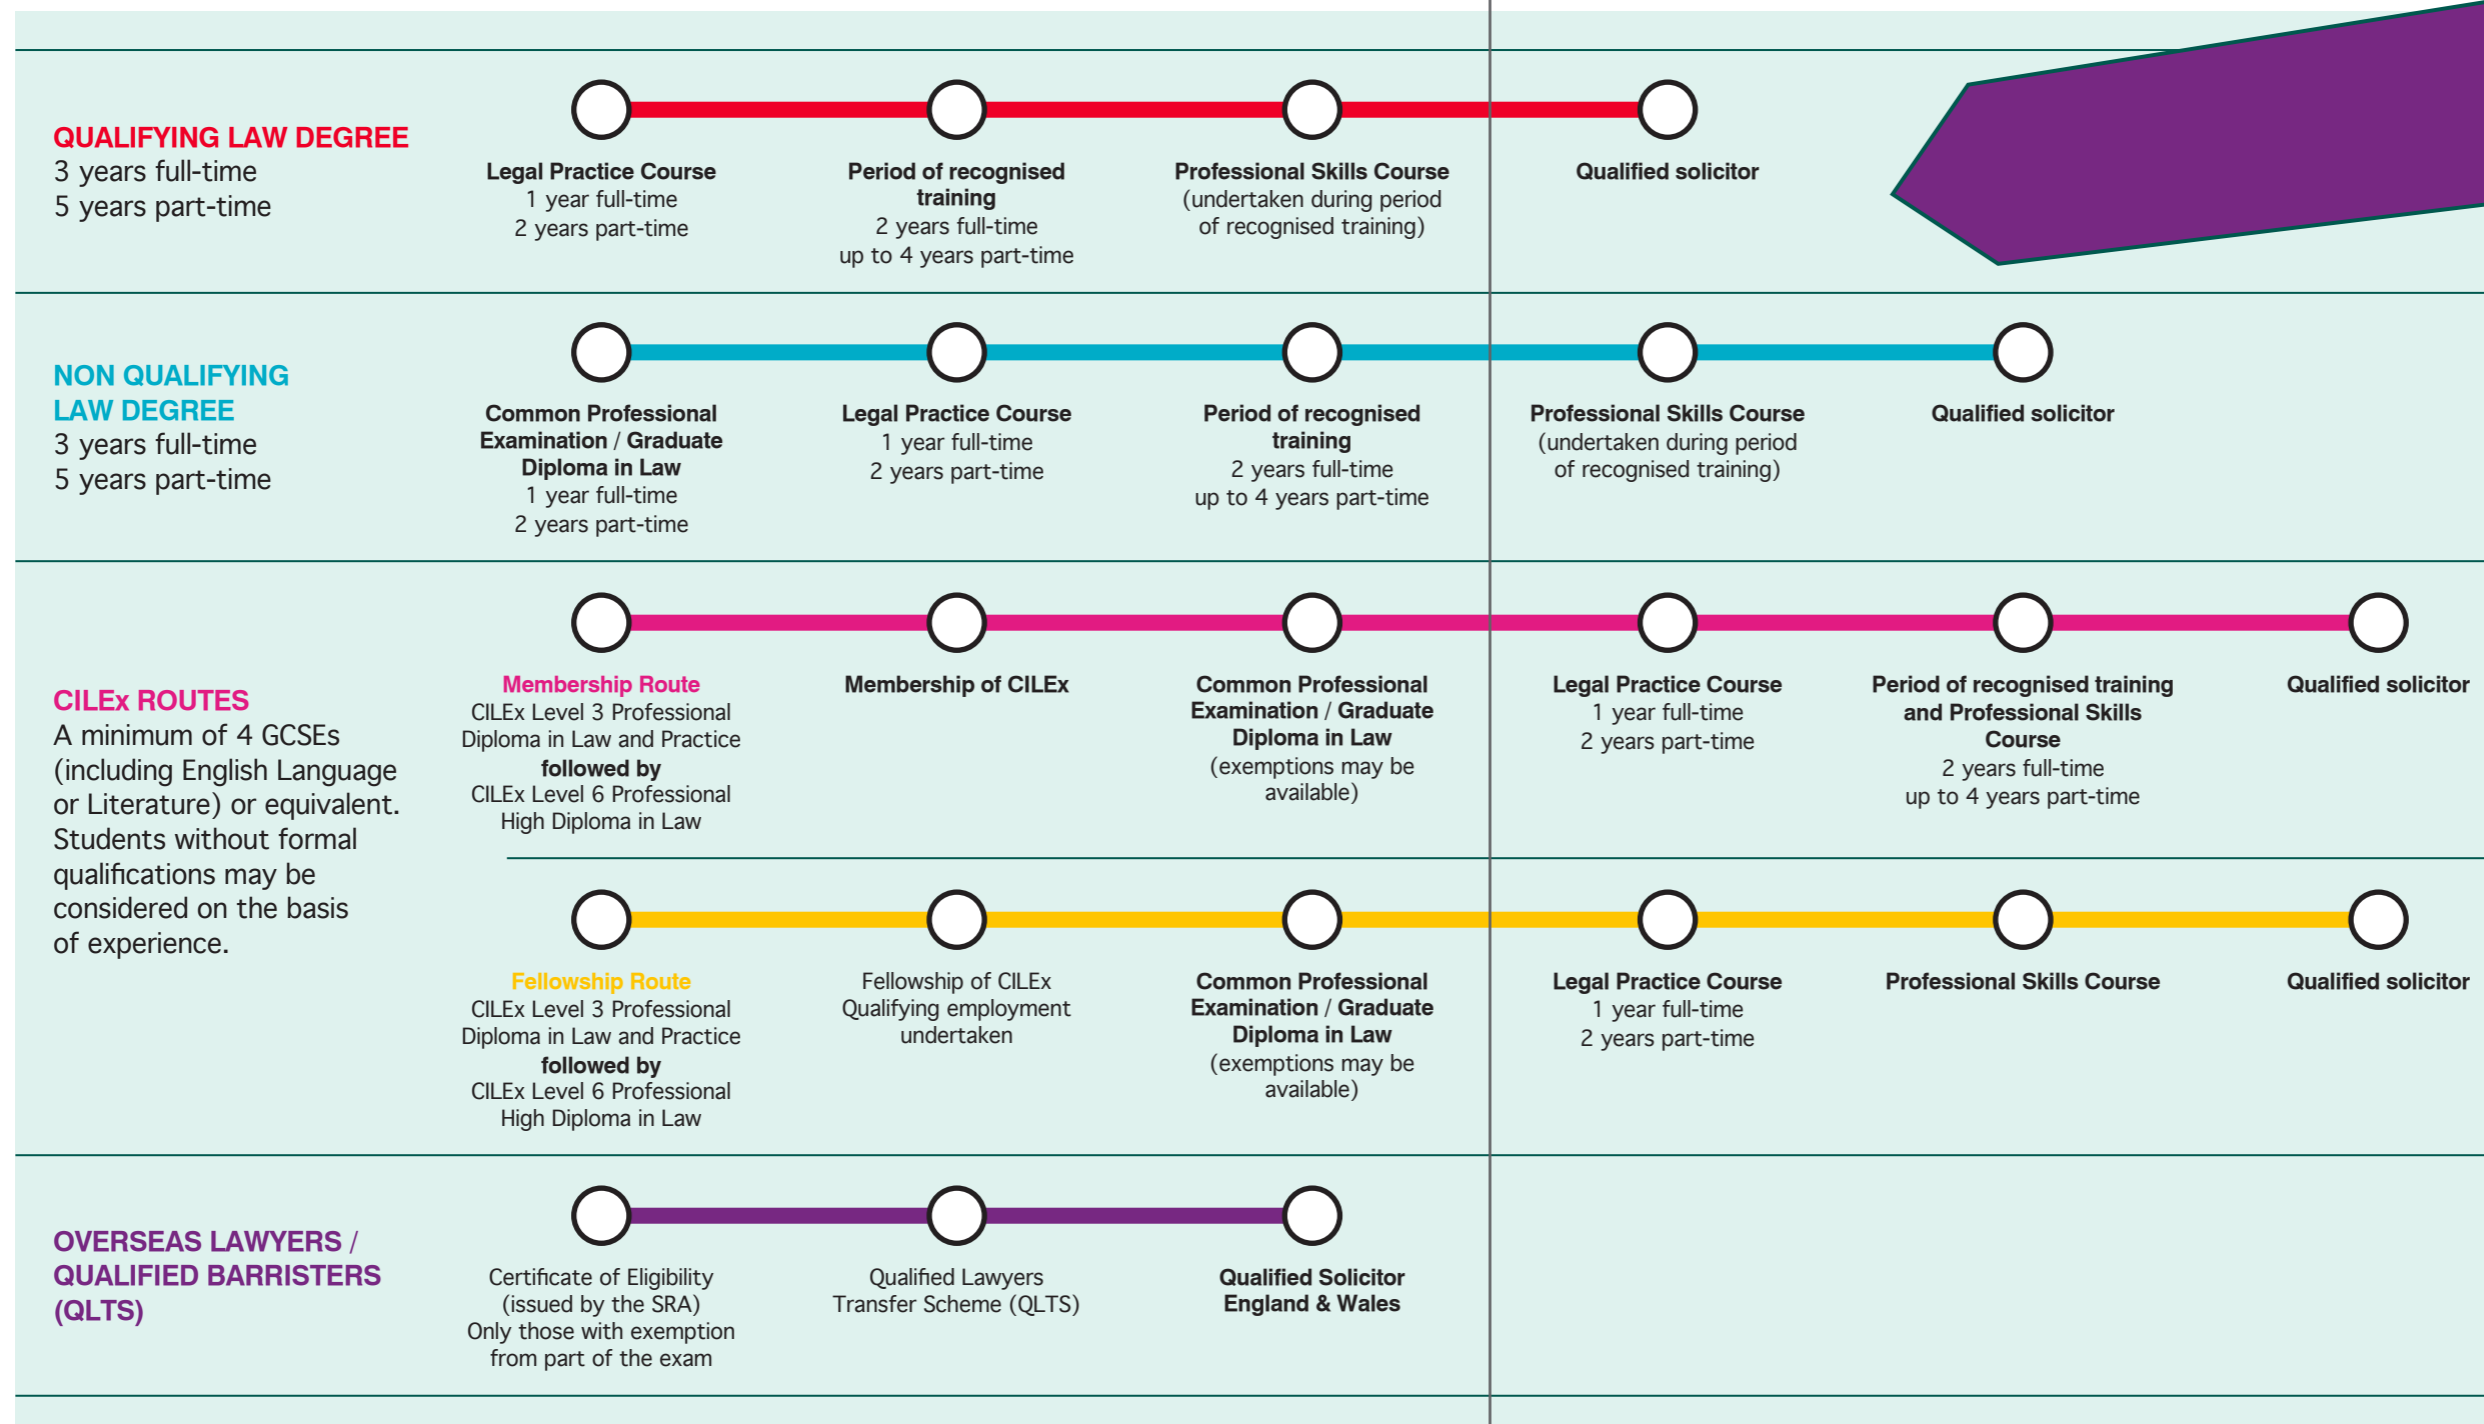 QUALIFYING LAW DEGREE
3 years full-time
5 years part-time
Legal Practice Course
1 year full-time
2 years part-time
Period of recognised
training
2 years full-time
up to 4 years part-time
Professional Skills Course
(undertaken during period
of recognised training)
Qualified solicitor
NON QUALIFYING
LAW DEGREE
3 years full-time
5 years part-time
Common Professional
Examination / Graduate
Diploma in Law
1 year full-time
2 years part-time
Legal Practice Course
1 year full-time
2 years part-time
Period of recognised
training
2 years full-time
up to 4 years part-time
Professional Skills Course
(undertaken during period
of recognised training)
Qualified solicitor
CILEx ROUTES
A minimum of 4 GCSEs
(including English Language
or Literature) or equivalent.
Students without formal
qualifications may be
considered on the basis
of experience.
Membership Route
CILEx Level 3 Professional
Diploma in Law and Practice
followed by
CILEx Level 6 Professional
High Diploma in Law
Membership of CILEx
Common Professional
Examination / Graduate
Diploma in Law
(exemptions may be
available)
Legal Practice Course
1 year full-time
2 years part-time
Period of recognised training
and Professional Skills
Course
2 years full-time
up to 4 years part-time
Qualified solicitor
Fellowship Route
CILEx Level 3 Professional
Diploma in Law and Practice
followed by
CILEx Level 6 Professional
High Diploma in Law
Fellowship of CILEx
Qualifying employment
undertaken
Common Professional
Examination / Graduate
Diploma in Law
(exemptions may be
available)
Legal Practice Course
1 year full-time
2 years part-time
Professional Skills Course
Qualified solicitor
OVERSEAS LAWYERS /
QUALIFIED BARRISTERS
(QLTS)
Certificate of Eligibility
(issued by the SRA)
Only those with exemption
from part of the exam
Qualified Lawyers
Transfer Scheme (QLTS)
Qualified Solicitor
England & Wales